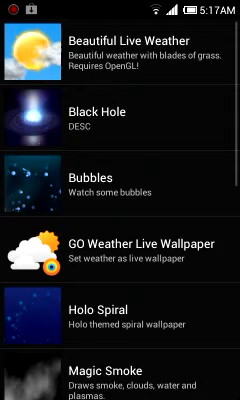 5:17AM
Beautiful Live Weather
Beautiful weather with blades of grass.
Requires OpenGL!
Black Hole
DESC
Bubbles
Watch some bubbles
GO Weather Live Wallpaper
Set weather as live wallpaper
Holo Spiral
Holo themed spiral wallpaper
Magic Smoke
Draws smoke, clouds, water and
plasmas.